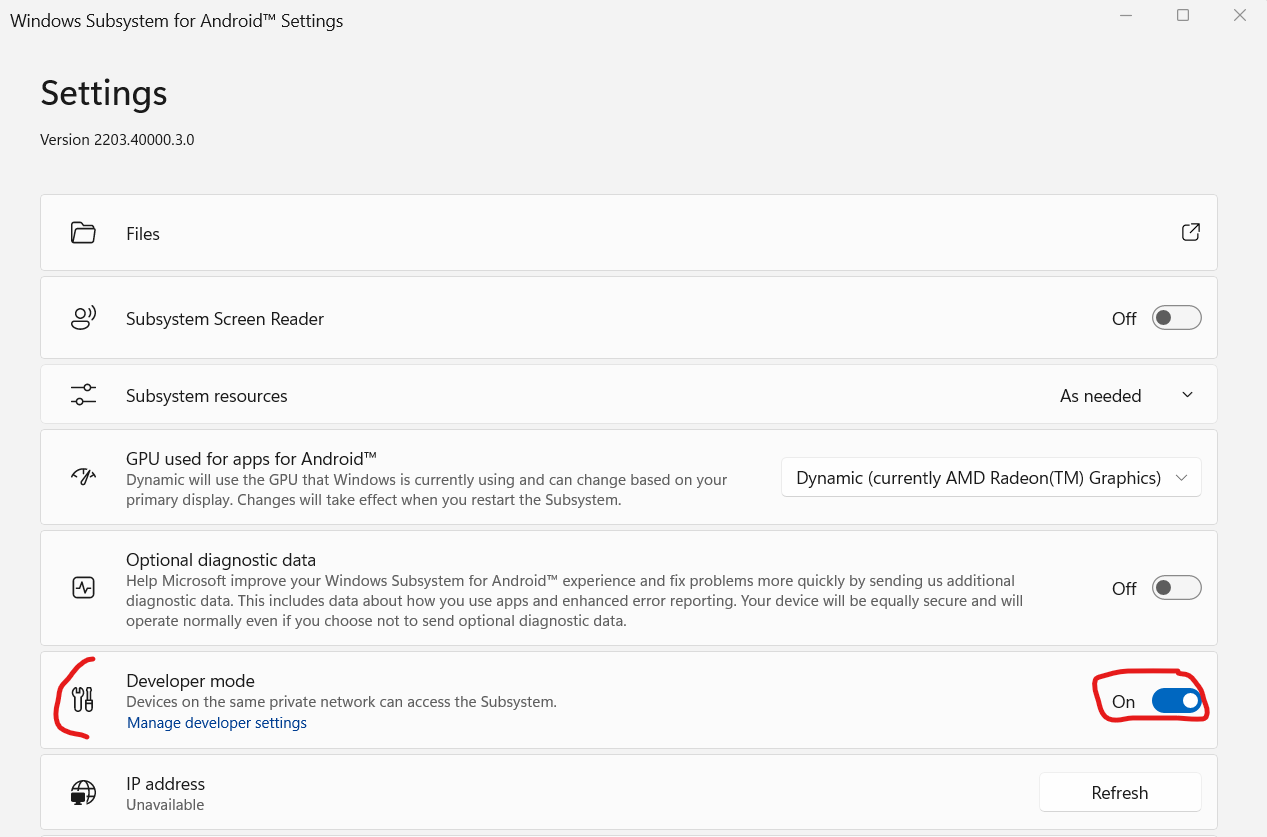 Windows Subsystem for Android™ Settings
Settings
Version 2203.40000.3.0
Files
Subsystem Screen Reader
Off
Subsystem resources
As needed
GPU used for apps for Android™
Dynamic will use the GPU that Windows is currently using and can change based on your
primary display. Changes will take effect when you restart the Subsystem.
Dynamic (currently AMD Radeon(TM) Graphics)
Optional diagnostic data
Help Microsoft improve your Windows Subsystem for Android™ experience and fix problems more quickly by sending us additional
diagnostic data. This includes data about how you use apps and enhanced error reporting. Your device will be equally secure and will
operate normally even if you choose not to send optional diagnostic data.
Off
Developer mode
Devices on the same private network can access the Subsystem.
Manage developer settings
On
IP address
Unavailable
Refresh